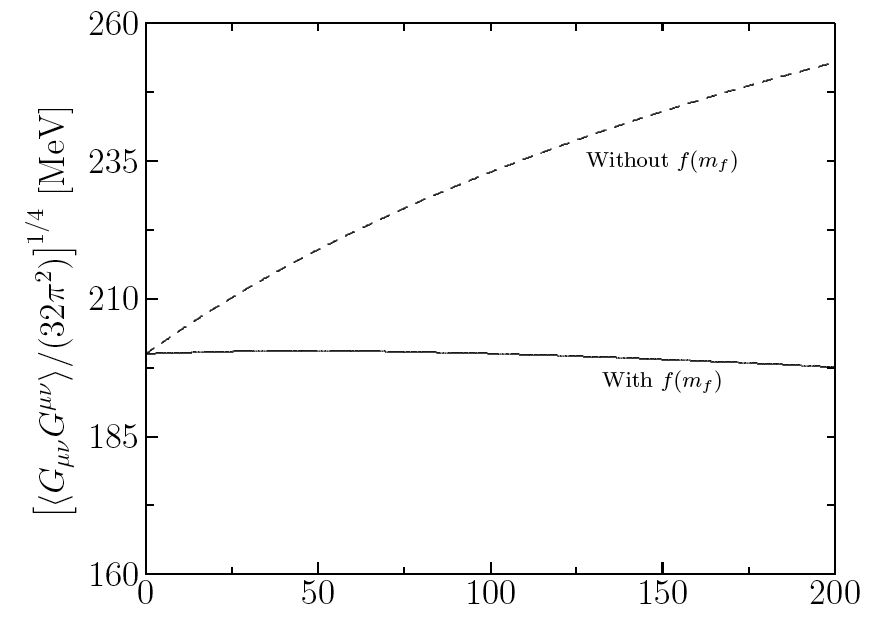 260
235
210
185
160
[⟨G_{μν}G^{μν}⟩/(32π²)]^{1/4} [MeV]
Without f(m_f)
With f(m_f)
0 50 100 150 200